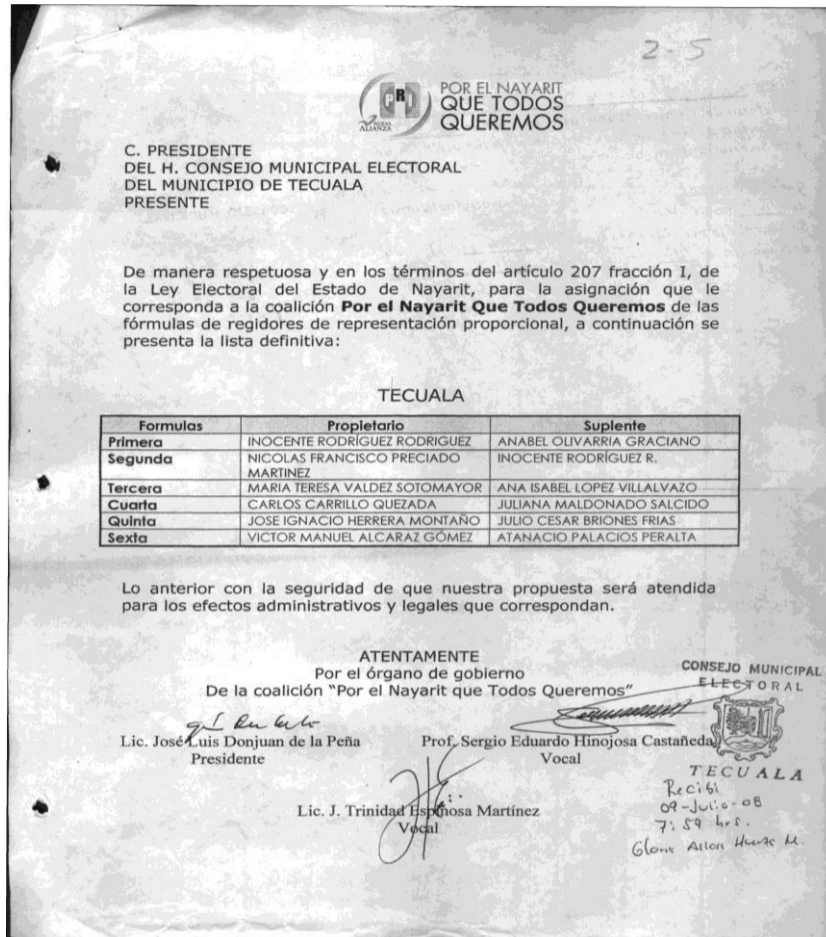 2-5
PRI
NUEVA
ALIANZA
POR EL NAYARIT
QUE TODOS
QUEREMOS
C. PRESIDENTE
DEL H. CONSEJO MUNICIPAL ELECTORAL
DEL MUNICIPIO DE TECUALA
PRESENTE
De manera respetuosa y en los términos del artículo 207 fracción I, de
la Ley Electoral del Estado de Nayarit, para la asignación que le
corresponda a la coalición Por el Nayarit Que Todos Queremos de las
fórmulas de regidores de representación proporcional, a continuación se
presenta la lista definitiva:
TECUALA
Formulas Propietario Suplente
Primera INOCENTE RODRÍGUEZ RODRIGUEZ ANABEL OLIVARRIA GRACIANO
Segunda NICOLAS FRANCISCO PRECIADO INOCENTE RODRÍGUEZ R.
MARTINEZ
Tercera MARIA TERESA VALDEZ SOTOMAYOR ANA ISABEL LOPEZ VILLALVAZO
Cuarta CARLOS CARRILLO QUEZADA JULIANA MALDONADO SALCIDO
Quinta JOSE IGNACIO HERRERA MONTAÑO JULIO CESAR BRIONES FRIAS
Sexta VICTOR MANUEL ALCARAZ GÓMEZ ATANACIO PALACIOS PERALTA
Lo anterior con la seguridad de que nuestra propuesta será atendida
para los efectos administrativos y legales que correspondan.
ATENTAMENTE
Por el órgano de gobierno
De la coalición "Por el Nayarit que Todos Queremos"
CONSEJO MUNICIPAL
ELECTORAL
TECUALA
Lic. José Luis Donjuan de la Peña Prof. Sergio Eduardo Hinojosa Castañeda
Presidente Vocal
Lic. J. Trinidad Espinosa Martínez
Vocal
Recibí
09-Julio-08
7:59 hrs.